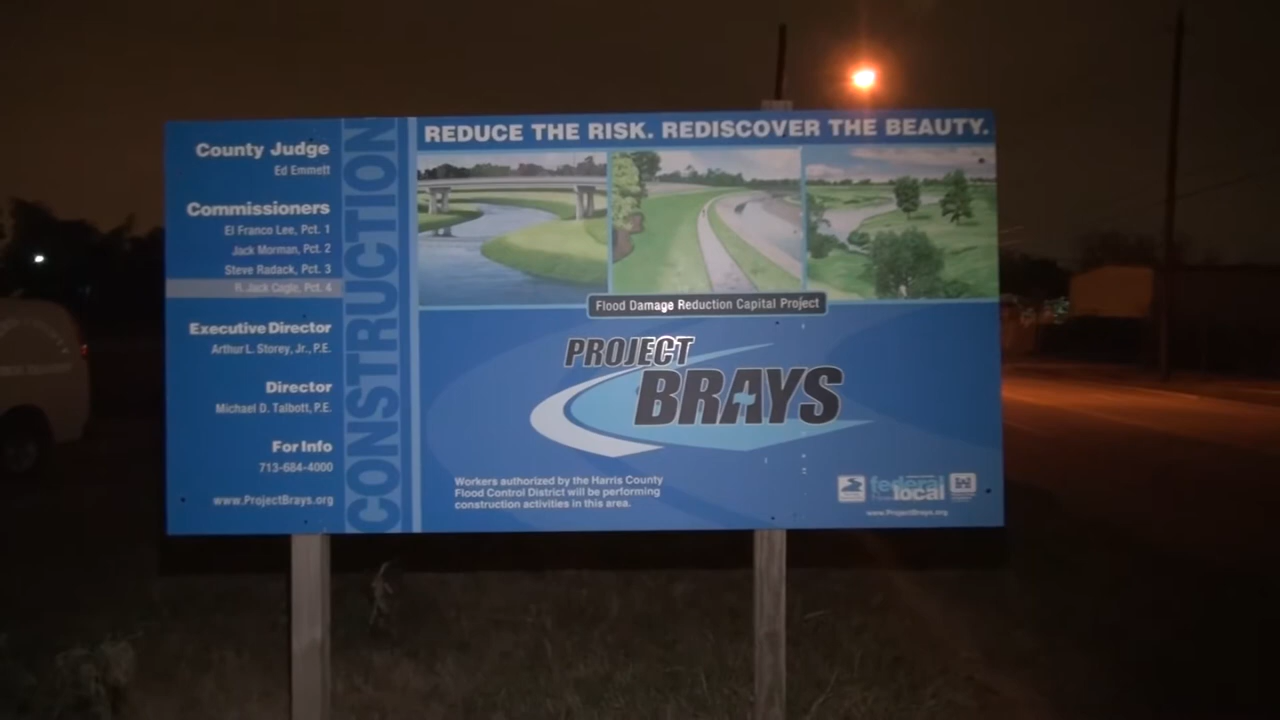 County Judge
Ed Emmett
Commissioners
El Franco Lee, Pct. 1
Jack Morman, Pct. 2
Steve Radack, Pct. 3
R. Jack Cagle, Pct. 4
Executive Director
Arthur L. Storey, Jr., P.E.
Director
Michael D. Talbott, P.E.
For Info
713-684-4000
www.ProjectBrays.org
CONSTRUCTION
REDUCE THE RISK. REDISCOVER THE BEAUTY.
Flood Damage Reduction Capital Project
PROJECT
BRAYS
Workers authorized by the Harris County
Flood Control District will be performing
construction activities in this area.
federal
local
www.ProjectBrays.org